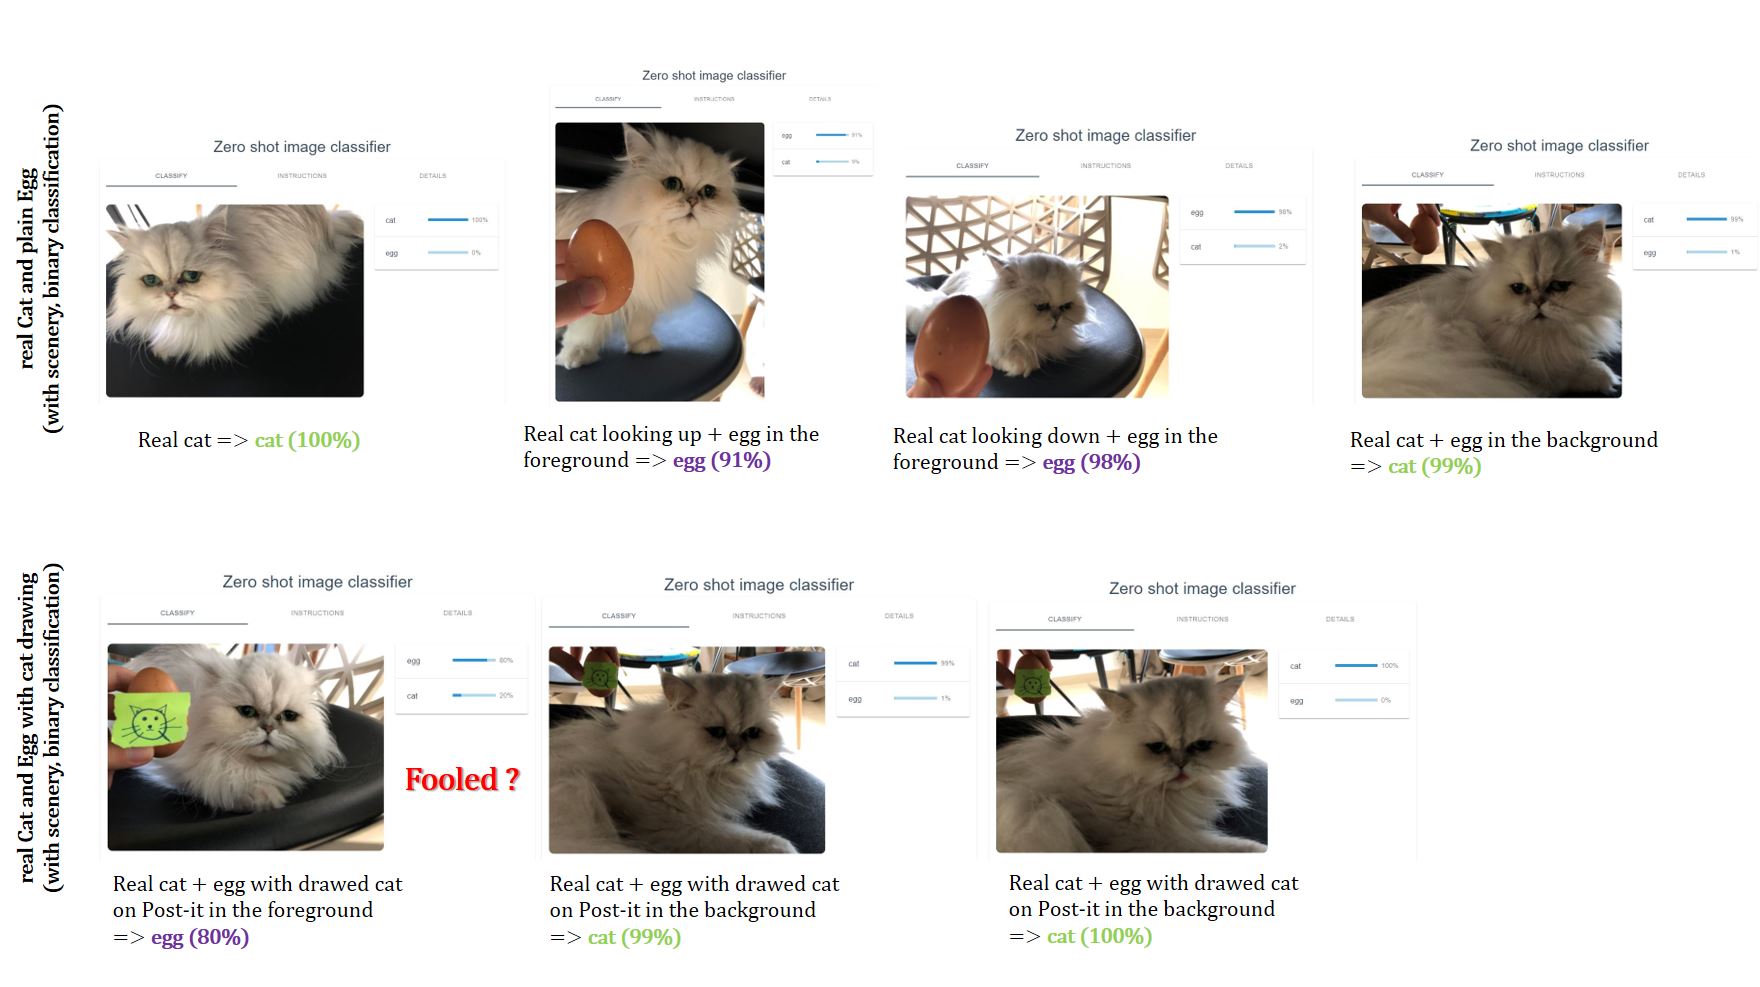 real Cat and plain Egg
(with scenery, binary classification)
Zero shot image classifier
CLASSIFY INSTRUCTIONS DETAILS
cat 100%
egg 0%
Real cat => cat (100%)
Zero shot image classifier
CLASSIFY INSTRUCTIONS DETAILS
egg 91%
cat 9%
Real cat looking up + egg in the
foreground => egg (91%)
Zero shot image classifier
CLASSIFY INSTRUCTIONS DETAILS
egg 98%
cat 2%
Real cat looking down + egg in the
foreground => egg (98%)
Zero shot image classifier
CLASSIFY INSTRUCTIONS DETAILS
cat 99%
egg 1%
Real cat + egg in the background
=> cat (99%)
real Cat and Egg with cat drawing
(with scenery, binary classification)
Zero shot image classifier
CLASSIFY INSTRUCTIONS DETAILS
egg 80%
cat 20%
Fooled ?
Real cat + egg with drawed cat
on Post-it in the foreground
=> egg (80%)
Zero shot image classifier
CLASSIFY INSTRUCTIONS DETAILS
cat 99%
egg 1%
Real cat + egg with drawed cat
on Post-it in the background
=> cat (99%)
Zero shot image classifier
CLASSIFY INSTRUCTIONS DETAILS
cat 100%
egg 0%
Real cat + egg with drawed cat
on Post-it in the background
=> cat (100%)